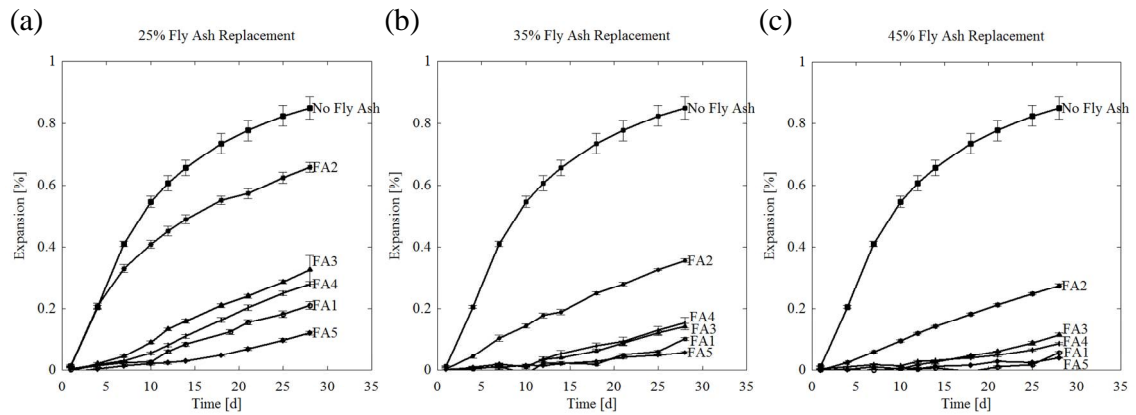 (a)
25% Fly Ash Replacement
1
0.8
0.6
0.4
0.2
0
Expansion [%]
No Fly Ash
FA2
FA3
FA4
FA1
FA5
0 5 10 15 20 25 30 35
Time [d]
(b)
35% Fly Ash Replacement
1
0.8
0.6
0.4
0.2
0
Expansion [%]
No Fly Ash
FA2
FA4
FA3
FA1
FA5
0 5 10 15 20 25 30 35
Time [d]
(c)
45% Fly Ash Replacement
1
0.8
0.6
0.4
0.2
0
Expansion [%]
No Fly Ash
FA2
FA3
FA4
FA1
FA5
0 5 10 15 20 25 30 35
Time [d]